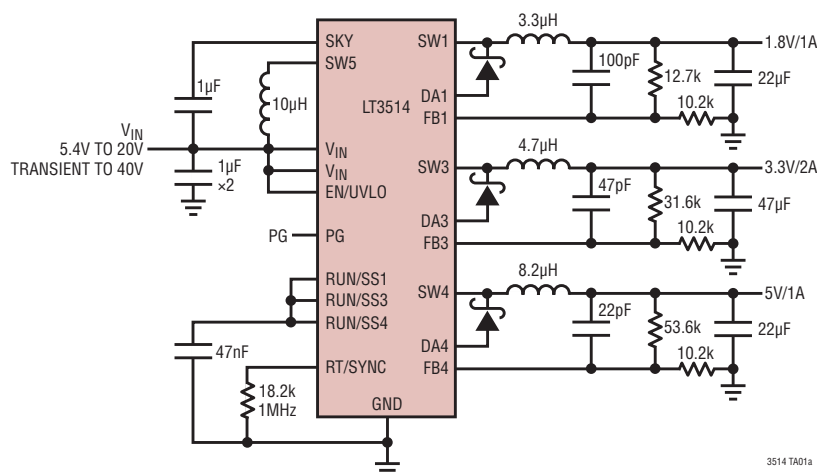 3.3µH
SKY
SW1
1.8V/1A
SW5
100pF
1µF
12.7k
22µF
10µH
LT3514
DA1
10.2k
FB1
VIN
5.4V TO 20V
TRANSIENT TO 40V
VIN
4.7µH
SW3
3.3V/2A
1µF
×2
VIN
EN/UVLO
47pF
31.6k
47µF
DA3
10.2k
PG
PG
FB3
8.2µH
RUN/SS1
SW4
5V/1A
RUN/SS3
22pF
RUN/SS4
53.6k
22µF
47nF
DA4
10.2k
RT/SYNC
FB4
18.2k
1MHz
GND
3514 TA01a